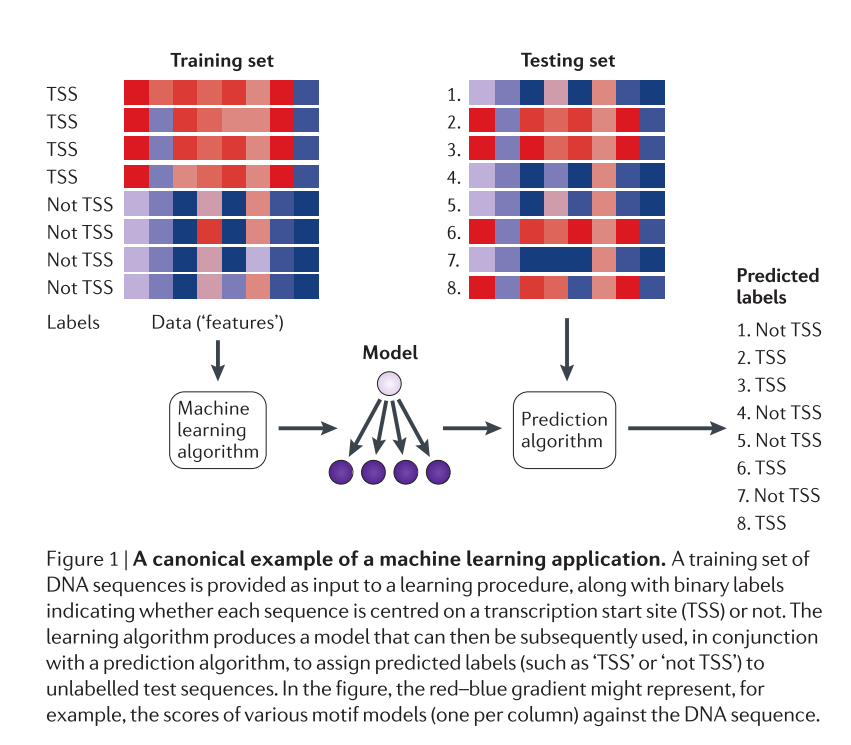 Training set
TSS
TSS
TSS
TSS
Not TSS
Not TSS
Not TSS
Not TSS
Labels
Data (‘features’)
Testing set
1.
2.
3.
4.
5.
6.
7.
8.
Machine
learning
algorithm
Model
Prediction
algorithm
Predicted
labels
1. Not TSS
2. TSS
3. TSS
4. Not TSS
5. Not TSS
6. TSS
7. Not TSS
8. TSS
Figure 1 | A canonical example of a machine learning application. A training set of
DNA sequences is provided as input to a learning procedure, along with binary labels
indicating whether each sequence is centred on a transcription start site (TSS) or not. The
learning algorithm produces a model that can then be subsequently used, in conjunction
with a prediction algorithm, to assign predicted labels (such as ‘TSS’ or ‘not TSS’) to
unlabelled test sequences. In the figure, the red–blue gradient might represent, for
example, the scores of various motif models (one per column) against the DNA sequence.